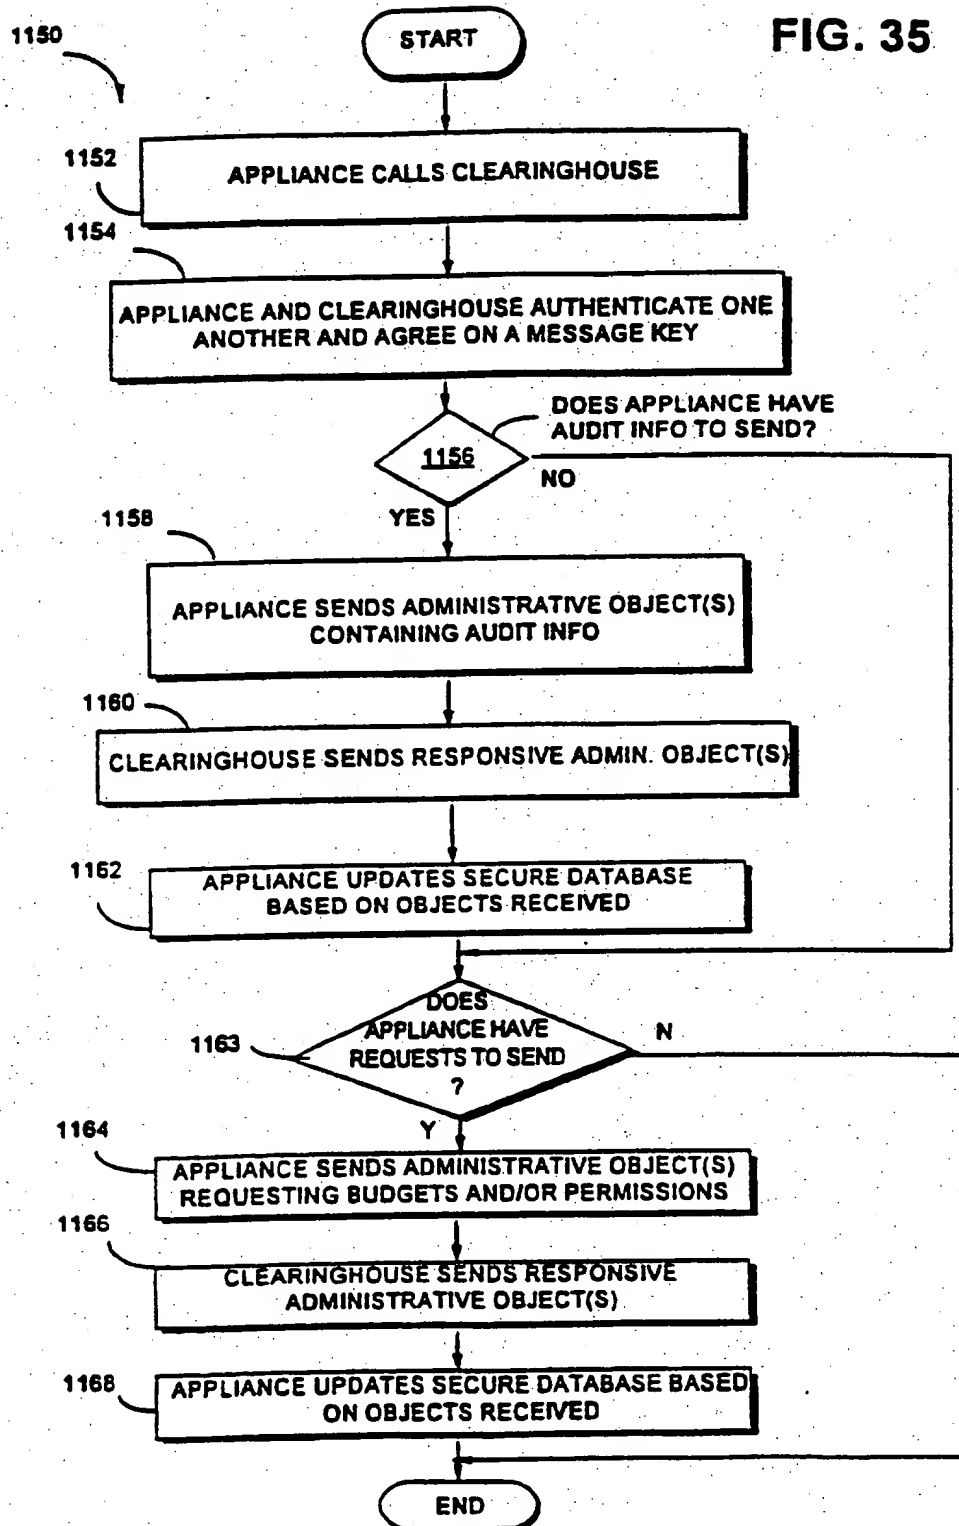 FIG. 35
1150
START
1152
APPLIANCE CALLS CLEARINGHOUSE
1154
APPLIANCE AND CLEARINGHOUSE AUTHENTICATE ONE
ANOTHER AND AGREE ON A MESSAGE KEY
DOES APPLIANCE HAVE
AUDIT INFO TO SEND?
1156
NO
YES
1158
APPLIANCE SENDS ADMINISTRATIVE OBJECT(S)
CONTAINING AUDIT INFO
1160
CLEARINGHOUSE SENDS RESPONSIVE ADMIN. OBJECT(S)
1162
APPLIANCE UPDATES SECURE DATABASE
BASED ON OBJECTS RECEIVED
1163
DOES
APPLIANCE HAVE
REQUESTS TO SEND
?
N
Y
1164
APPLIANCE SENDS ADMINISTRATIVE OBJECT(S)
REQUESTING BUDGETS AND/OR PERMISSIONS
1166
CLEARINGHOUSE SENDS RESPONSIVE
ADMINISTRATIVE OBJECT(S)
1168
APPLIANCE UPDATES SECURE DATABASE BASED
ON OBJECTS RECEIVED
END